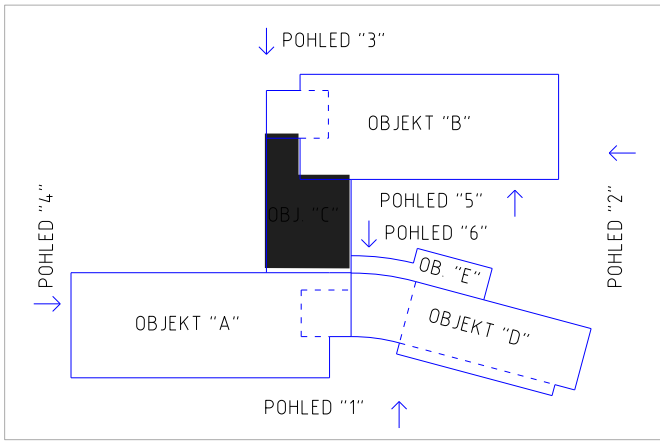 POHLED "3"
OBJEKT "B"
POHLED "4"
POHLED "5"
POHLED "2"
OBJ. "C"
POHLED "6"
OB. "E"
OBJEKT "A"
OBJEKT "D"
POHLED "1"